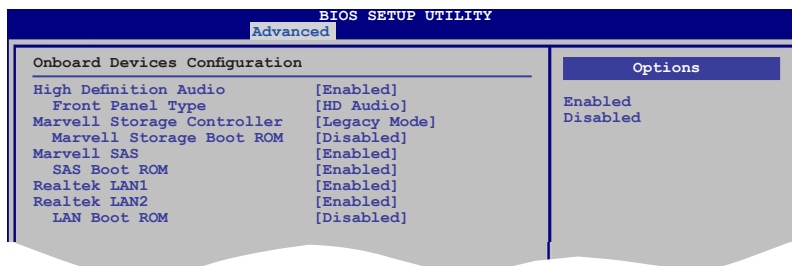 BIOS SETUP UTILITY
Advanced
Onboard Devices Configuration
High Definition Audio [Enabled]
Front Panel Type [HD Audio]
Marvell Storage Controller [Legacy Mode]
Marvell Storage Boot ROM [Disabled]
Marvell SAS [Enabled]
SAS Boot ROM [Enabled]
Realtek LAN1 [Enabled]
Realtek LAN2 [Enabled]
LAN Boot ROM [Disabled]
Options
Enabled
Disabled